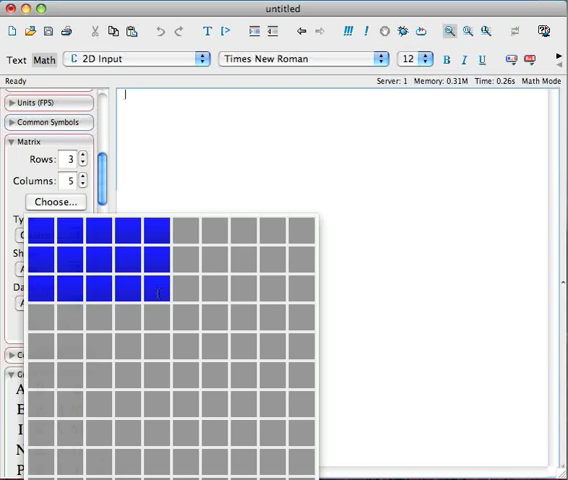 untitled
Text Math C 2D Input Times New Roman 12 B I U
Ready Server: 1 Memory: 0.31M Time: 0.26s Math Mode
Units (FPS)
Common Symbols
Matrix
Rows: 3
Columns: 5
Choose...